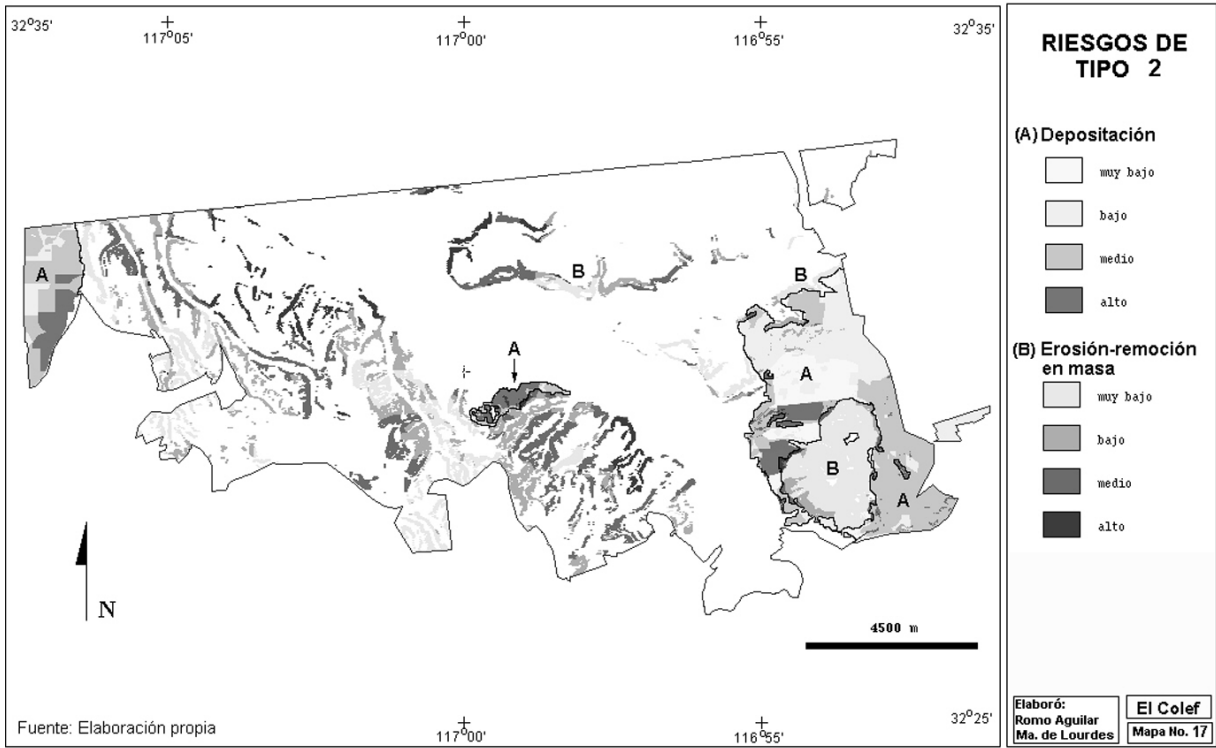 32°35'
117°05'
117°00'
116°55'
32°35'
A
B
B
A
A
B
A
N
4500 m
Fuente: Elaboración propia
117°00'
116°55'
32°25'
RIESGOS DE
TIPO 2
(A) Depositación
muy bajo
bajo
medio
alto
(B) Erosión-remoción
en masa
muy bajo
bajo
medio
alto
Elaboró:
Romo Aguilar
Ma. de Lourdes
El Colef
Mapa No. 17